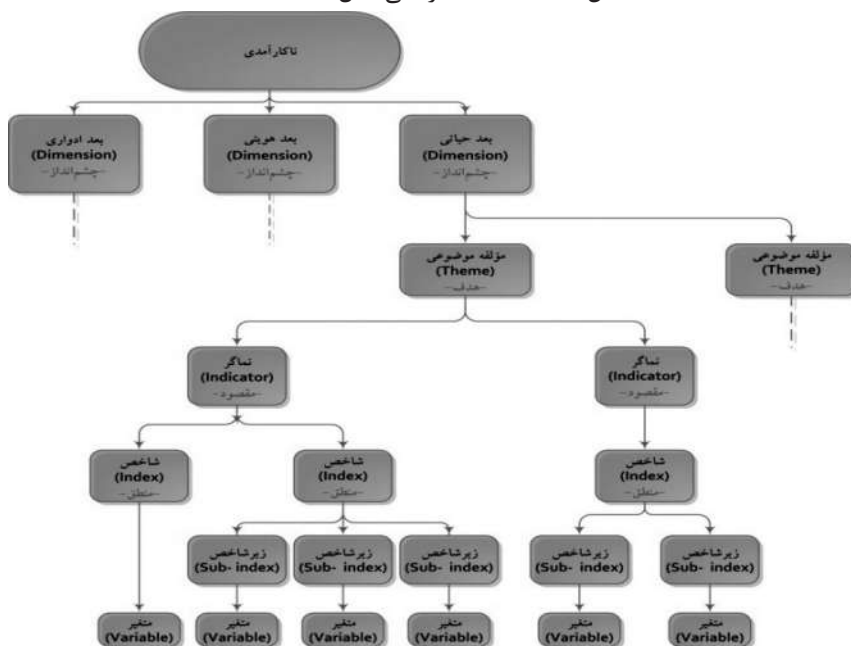 ناکارآمدی
بعد حیاتی
(Dimension)
-چشم‌انداز-
بعد هویتی
(Dimension)
-چشم‌انداز-
بعد ادواری
(Dimension)
-چشم‌انداز-
مؤلفه موضوعی
(Theme)
-هدف-
مؤلفه موضوعی
(Theme)
-هدف-
نماگر
(Indicator)
-مقصود-
نماگر
(Indicator)
-مقصود-
شاخص
(Index)
-منطق-
شاخص
(Index)
-منطق-
شاخص
(Index)
-منطق-
زیرشاخص
(Sub- index)
زیرشاخص
(Sub- index)
زیرشاخص
(Sub- index)
زیرشاخص
(Sub- index)
زیرشاخص
(Sub- index)
متغیر
(Variable)
متغیر
(Variable)
متغیر
(Variable)
متغیر
(Variable)
متغیر
(Variable)
متغیر
(Variable)